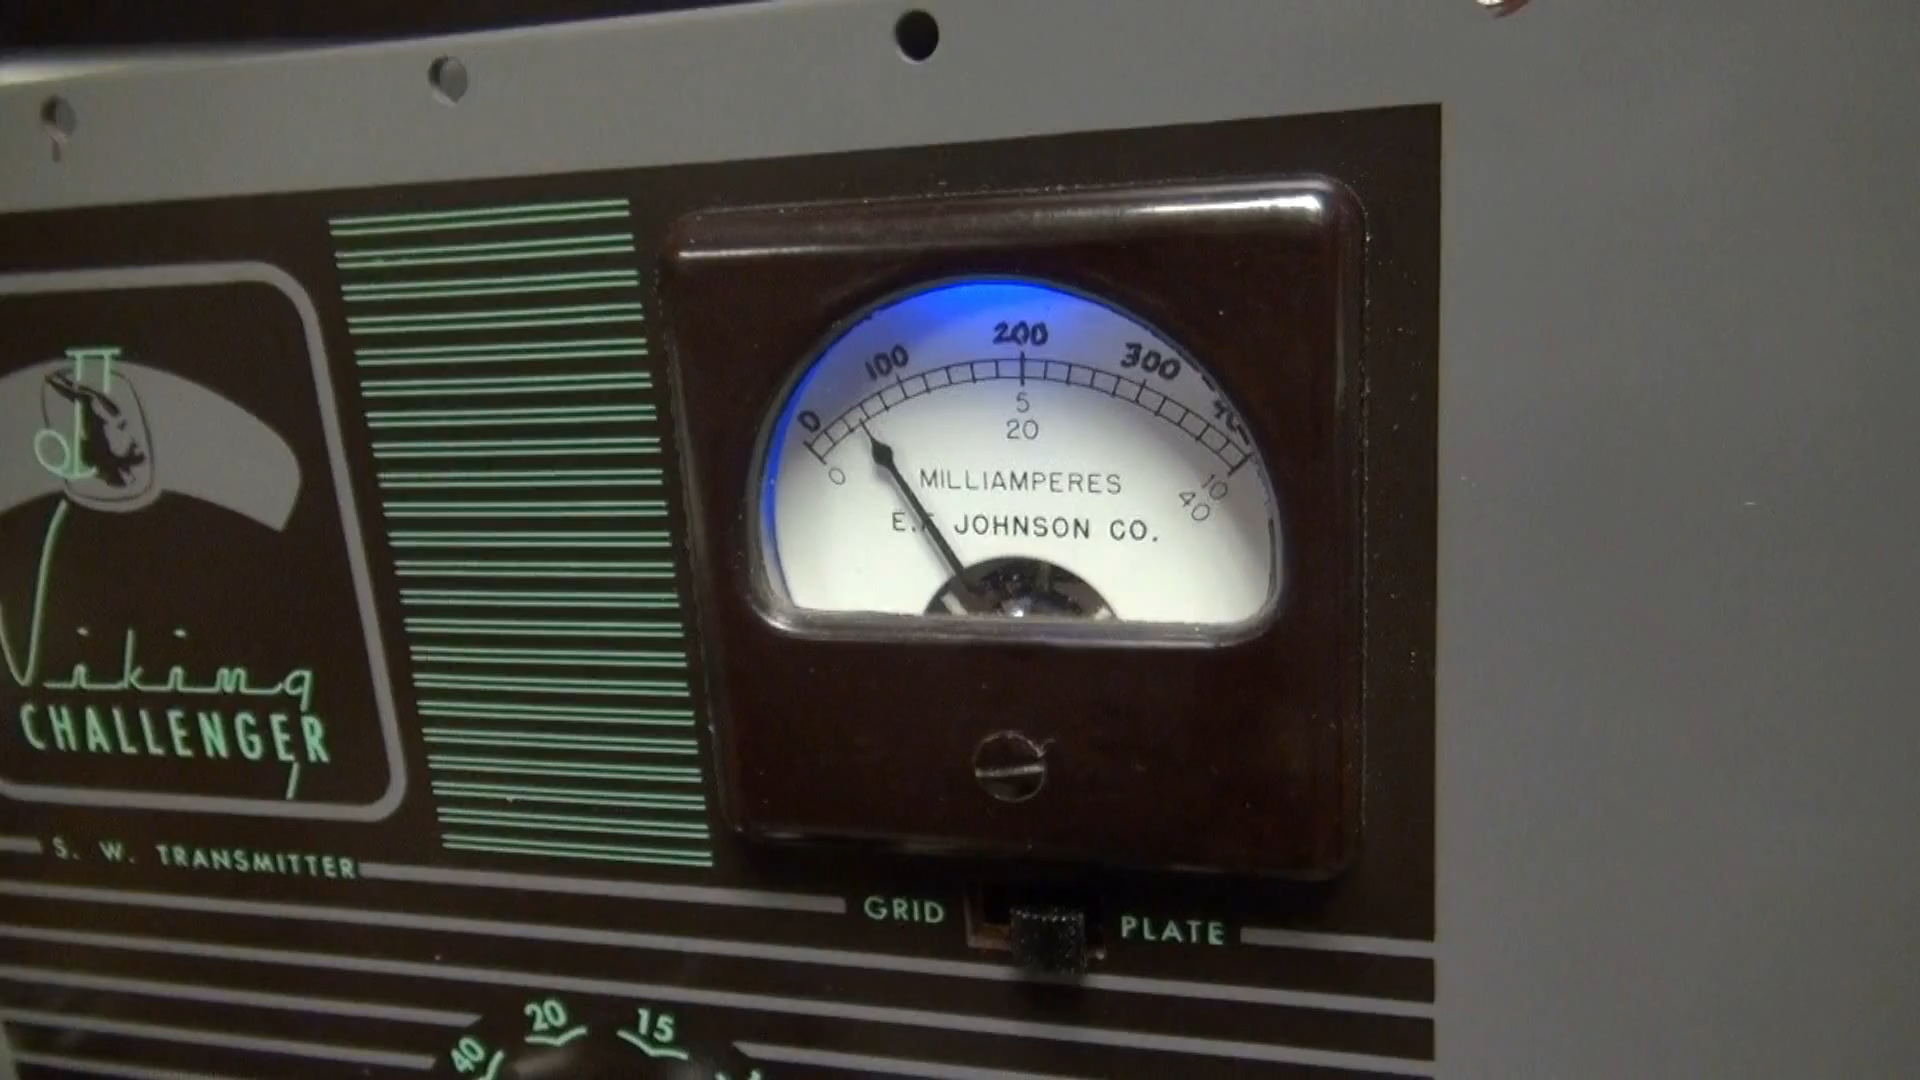 Viking
CHALLENGER
S. W. TRANSMITTER
0 100 200 300
0 5 10
20 40
MILLIAMPERES
E.F. JOHNSON CO.
GRID PLATE
40 20 15